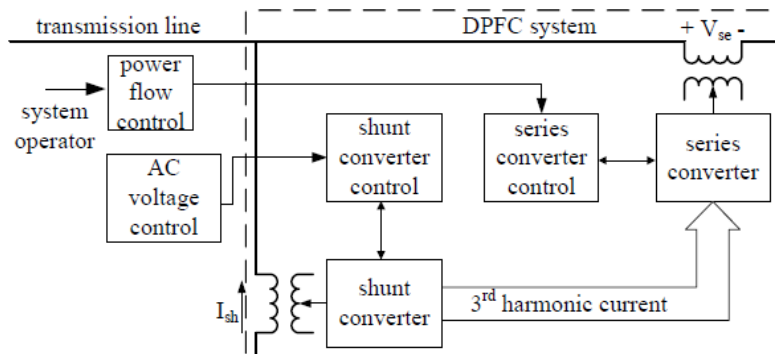 transmission line
DPFC system
+ Vse -
power
flow
control
system
operator
AC
voltage
control
shunt
converter
control
series
converter
control
series
converter
Ish
shunt
converter
3rd harmonic current